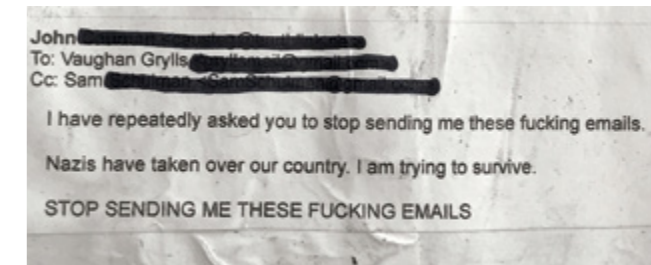 John
To: Vaughan Grylls
Cc: Sam
I have repeatedly asked you to stop sending me these fucking emails.
Nazis have taken over our country. I am trying to survive.
STOP SENDING ME THESE FUCKING EMAILS